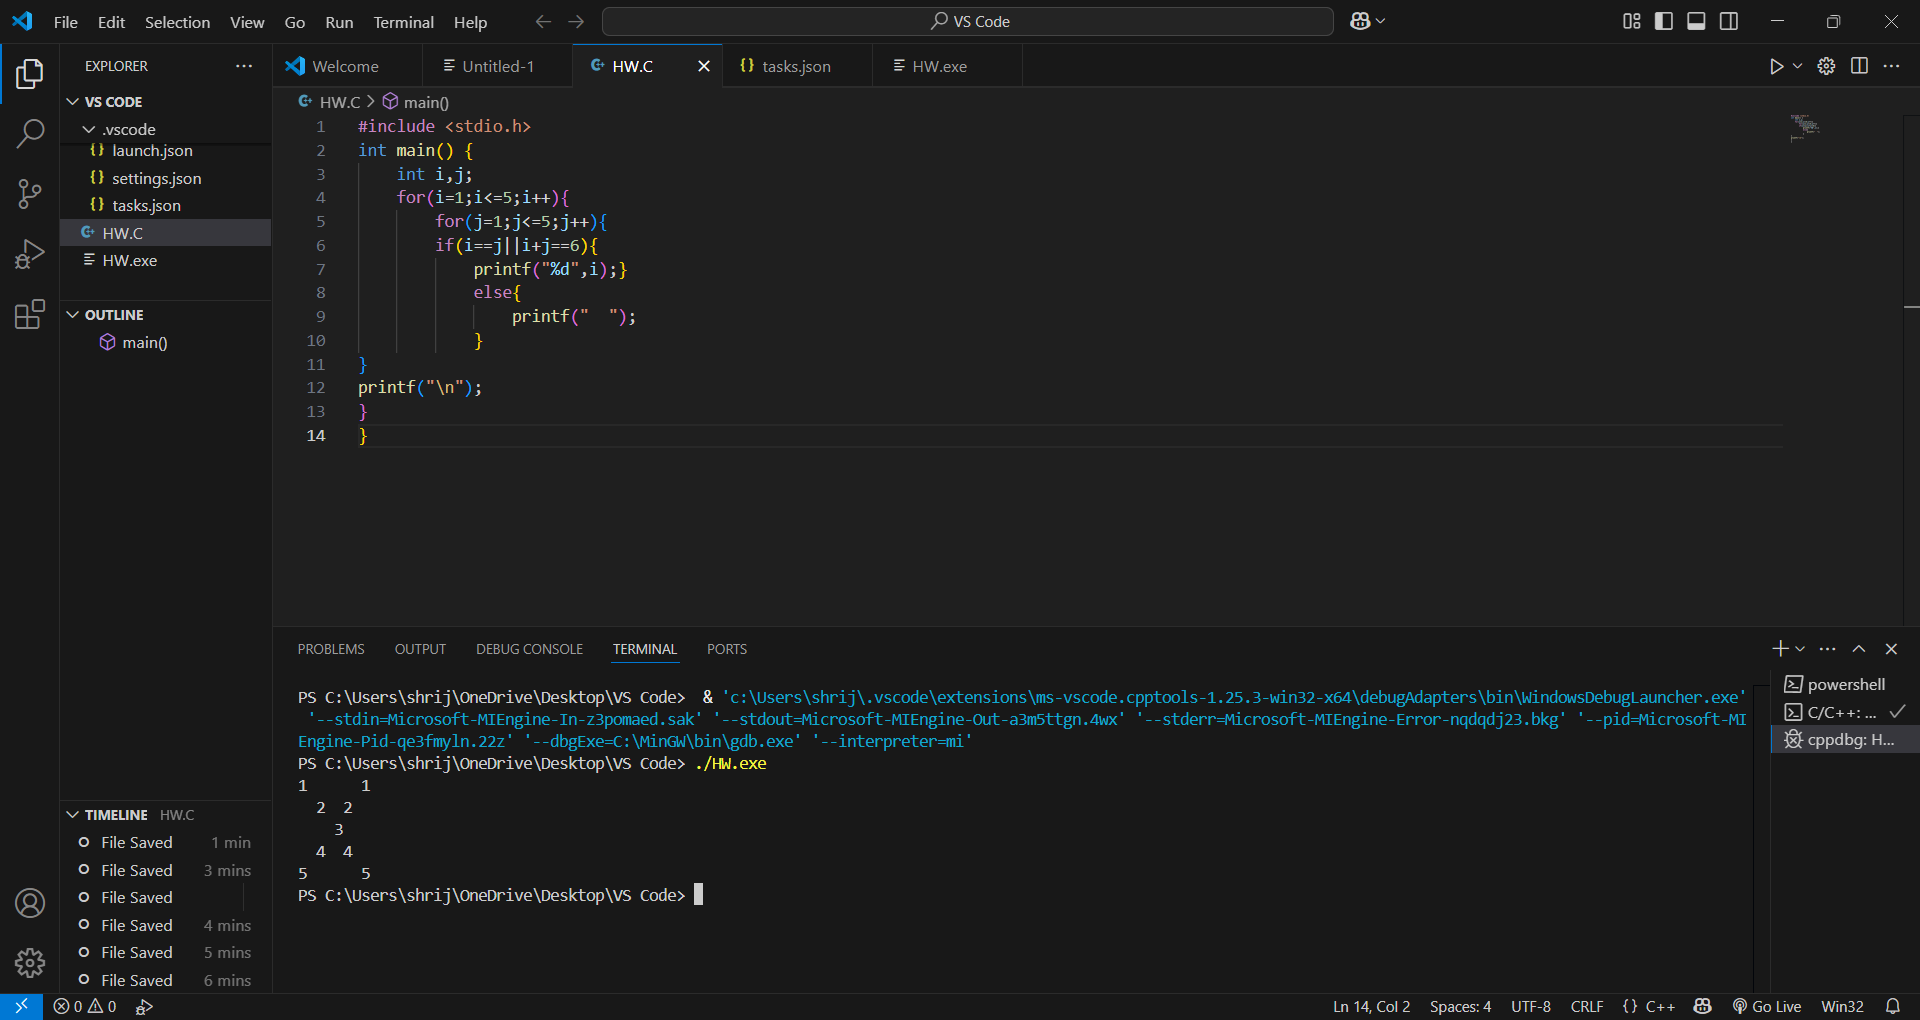 File Edit Selection View Go Run Terminal Help
VS Code
EXPLORER
VS CODE
.vscode
launch.json
settings.json
tasks.json
HW.C
HW.exe
OUTLINE
main()
TIMELINE HW.C
File Saved 1 min
File Saved 3 mins
File Saved
File Saved 4 mins
File Saved 5 mins
File Saved 6 mins
Welcome Untitled-1 HW.C tasks.json HW.exe
HW.C > main()
1 #include <stdio.h>
2 int main() {
3     int i,j;
4     for(i=1;i<=5;i++){
5         for(j=1;j<=5;j++){
6         if(i==j||i+j==6){
7             printf("%d",i);}
8             else{
9                 printf("  ");
10             }
11 }
12 printf("\n");
13 }
14 }
PROBLEMS OUTPUT DEBUG CONSOLE TERMINAL PORTS
PS C:\Users\shrij\OneDrive\Desktop\VS Code>  & 'c:\Users\shrij\.vscode\extensions\ms-vscode.cpptools-1.25.3-win32-x64\debugAdapters\bin\WindowsDebugLauncher.exe'
 '--stdin=Microsoft-MIEngine-In-z3pomaed.sak' '--stdout=Microsoft-MIEngine-Out-a3m5ttgn.4wx' '--stderr=Microsoft-MIEngine-Error-nqdqdj23.bkg' '--pid=Microsoft-MI
Engine-Pid-qe3fmyln.22z' '--dbgExe=C:\MinGW\bin\gdb.exe' '--interpreter=mi'
PS C:\Users\shrij\OneDrive\Desktop\VS Code> ./HW.exe
1      1
  2  2
    3
  4  4
5      5
PS C:\Users\shrij\OneDrive\Desktop\VS Code>
powershell
C/C++: ...
cppdbg: H...
0 0
Ln 14, Col 2 Spaces: 4 UTF-8 CRLF {} C++ Go Live Win32